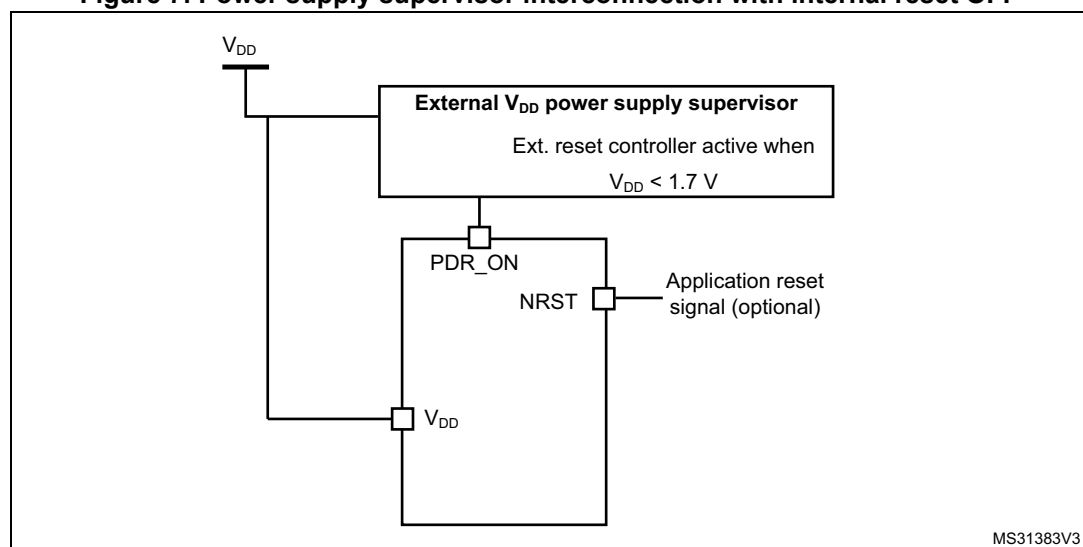 Figure 7. Power supply supervisor interconnection with internal reset OFF
VDD
External VDD power supply supervisor
Ext. reset controller active when
VDD < 1.7 V
PDR_ON
NRST
Application reset
signal (optional)
VDD
MS31383V3